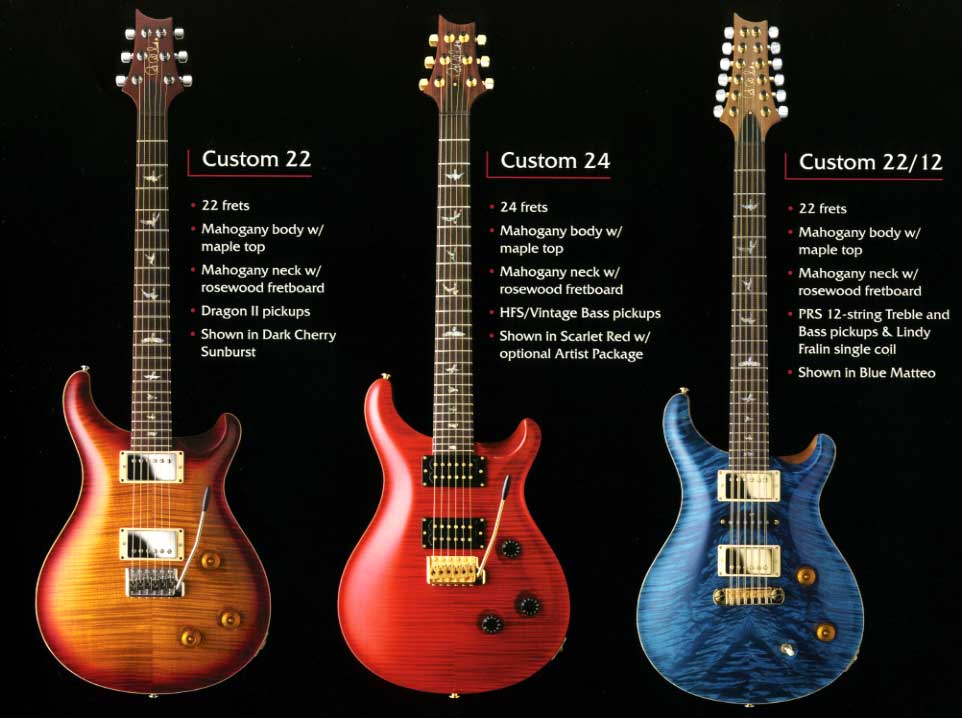 Custom 22
• 22 frets
• Mahogany body w/
maple top
• Mahogany neck w/
rosewood fretboard
• Dragon II pickups
• Shown in Dark Cherry
Sunburst
Custom 24
• 24 frets
• Mahogany body w/
maple top
• Mahogany neck w/
rosewood fretboard
• HFS/Vintage Bass pickups
• Shown in Scarlet Red w/
optional Artist Package
Custom 22/12
• 22 frets
• Mahogany body w/
maple top
• Mahogany neck w/
rosewood fretboard
• PRS 12-string Treble and
Bass pickups & Lindy
Fralin single coil
• Shown in Blue Matteo